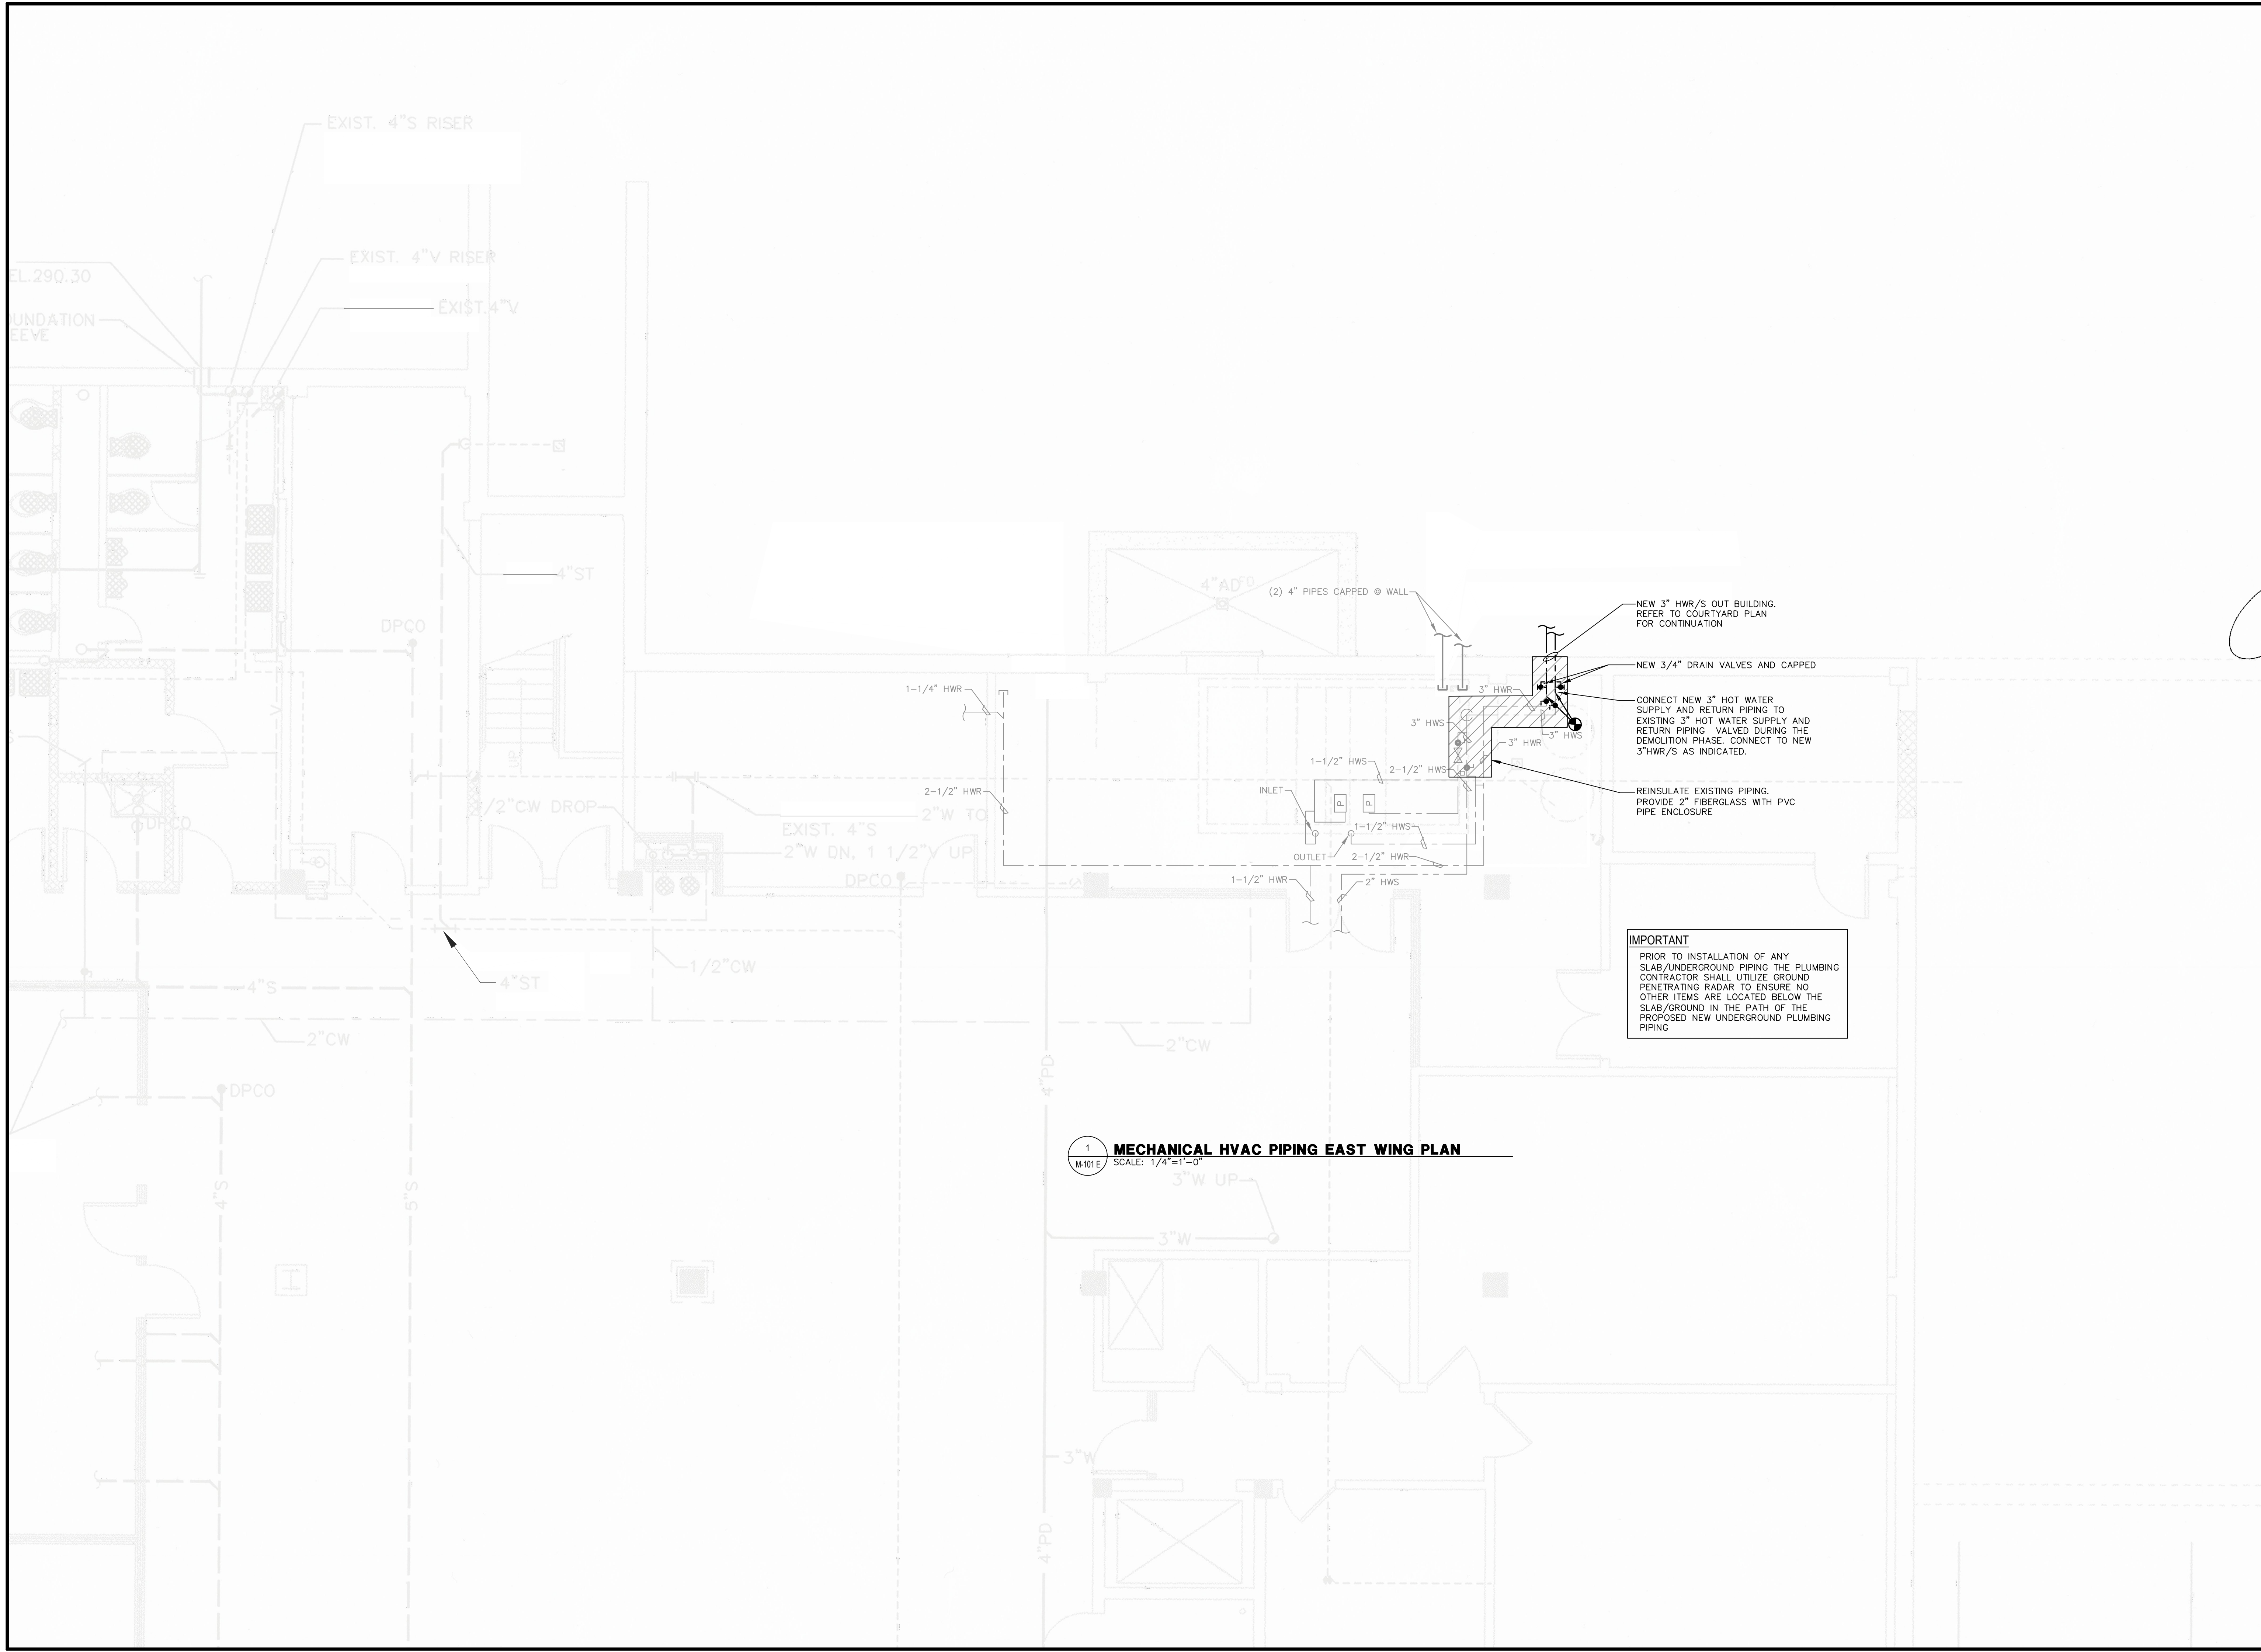 EXIST. 4"S RISER
EXIST. 4"V RISER
EL.290.30
EXIST.4"V
UNDATION
EEVE
4"ST
4"AD
FD
(2) 4" PIPES CAPPED @ WALL
NEW 3" HWR/S OUT BUILDING.
REFER TO COURTYARD PLAN
FOR CONTINUATION
DPCO
NEW 3/4" DRAIN VALVES AND CAPPED
1-1/4" HWR
3" HWR
CONNECT NEW 3" HOT WATER
SUPPLY AND RETURN PIPING TO
EXISTING 3" HOT WATER SUPPLY AND
RETURN PIPING VALVED DURING THE
DEMOLITION PHASE. CONNECT TO NEW
3"HWR/S AS INDICATED.
V
3" HWS
3" HWS
3" HWR
UP
1-1/2" HWS
2-1/2" HWS
2-1/2" HWR
INLET
REINSULATE EXISTING PIPING.
PROVIDE 2" FIBERGLASS WITH PVC
PIPE ENCLOSURE
P
P
/2"CW DROP
2"W TO
DPCO
EXIST. 4"S
1-1/2" HWS
2"W DN, 1 1/2"V UP
OUTLET
2-1/2" HWR
DPCO
1-1/2" HWR
2" HWS
IMPORTANT
PRIOR TO INSTALLATION OF ANY
SLAB/UNDERGROUND PIPING THE PLUMBING
CONTRACTOR SHALL UTILIZE GROUND
PENETRATING RADAR TO ENSURE NO
OTHER ITEMS ARE LOCATED BELOW THE
SLAB/GROUND IN THE PATH OF THE
PROPOSED NEW UNDERGROUND PLUMBING
PIPING
1/2"CW
4"ST
4"S
2"CW
2"CW
4"PD
DPCO
1
M-101 E
MECHANICAL HVAC PIPING EAST WING PLAN
SCALE: 1/4"=1'-0"
3"W UP
4"S
5"S
3"W
3"W
4"PD